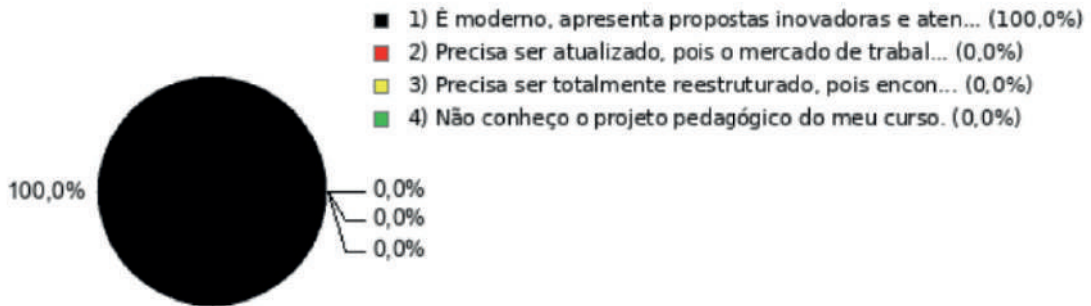 1) É moderno, apresenta propostas inovadoras e aten... (100,0%)
2) Precisa ser atualizado, pois o mercado de trabal... (0,0%)
3) Precisa ser totalmente reestruturado, pois encon... (0,0%)
4) Não conheço o projeto pedagógico do meu curso. (0,0%)
100,0%
0,0%
0,0%
0,0%